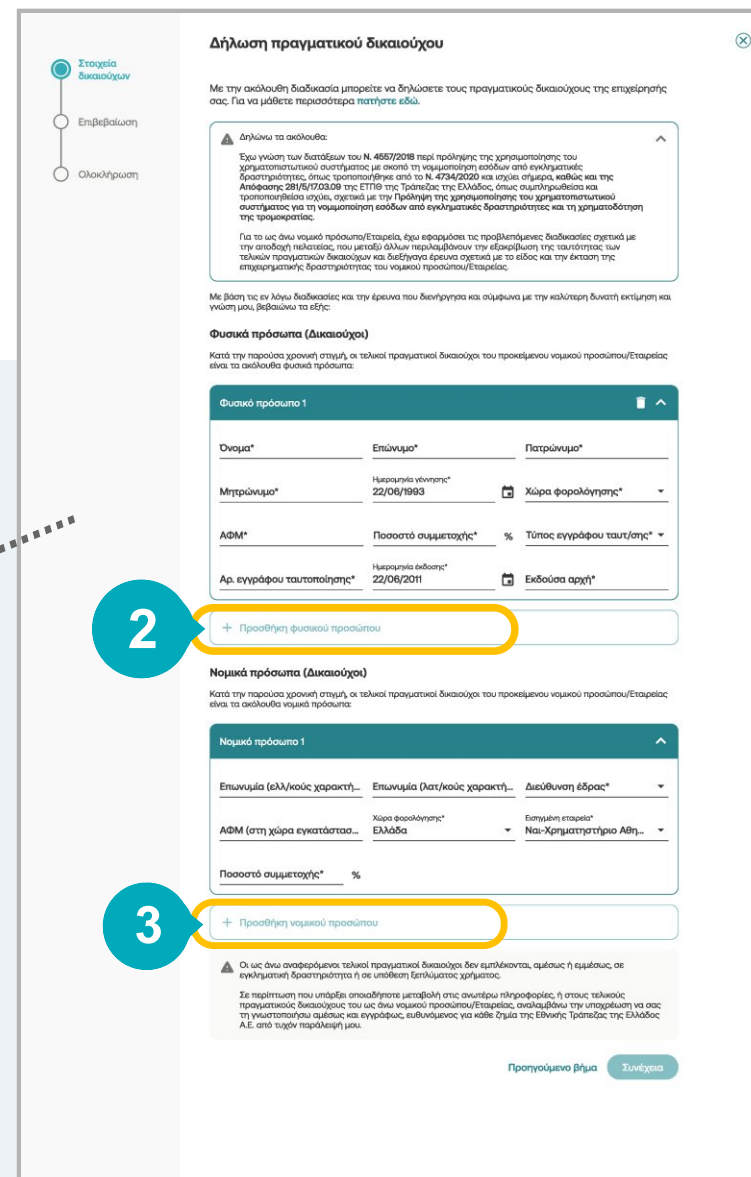 Στοιχεία
δικαιούχων
Επιβεβαίωση
Ολοκλήρωση
Δήλωση πραγματικού δικαιούχου
Με την ακόλουθη διαδικασία μπορείτε να δηλώσετε τους πραγματικούς δικαιούχους της επιχείρησής
σας. Για να μάθετε περισσότερα πατήστε εδώ.
Δηλώνω τα ακόλουθα:
Έχω γνώση των διατάξεων του Ν. 4557/2018 περί πρόληψης της χρησιμοποίησης του
χρηματοπιστωτικού συστήματος με σκοπό τη νομιμοποίηση εσόδων από εγκληματικές
δραστηριότητες, όπως τροποποιήθηκε από το Ν. 4734/2020 και ισχύει σήμερα, καθώς και της
Απόφασης 281/5/17.03.09 της ΕΤΠΘ της Τράπεζας της Ελλάδος, όπως συμπληρωθείσα και
τροποποιηθείσα ισχύει, σχετικά με την Πρόληψη της χρησιμοποίησης του χρηματοπιστωτικού
συστήματος για τη νομιμοποίηση εσόδων από εγκληματικές δραστηριότητες και τη χρηματοδότηση
της τρομοκρατίας.
Για το ως άνω νομικό πρόσωπο/Εταιρεία, έχω εφαρμόσει τις προβλεπόμενες διαδικασίες σχετικά με
την αποδοχή πελατείας, που μεταξύ άλλων περιλαμβάνουν την εξακρίβωση της ταυτότητας των
τελικών πραγματικών δικαιούχων και διεξήγαγα έρευνα σχετικά με το είδος και την έκταση της
επιχειρηματικής δραστηριότητας του νομικού προσώπου/Εταιρείας.
Με βάση τις εν λόγω διαδικασίες και την έρευνα που διενήργησα και σύμφωνα με την καλύτερη δυνατή εκτίμηση και
γνώση μου, βεβαιώνω τα εξής:
Φυσικά πρόσωπα (Δικαιούχοι)
Κατά την παρούσα χρονική στιγμή, οι τελικοί πραγματικοί δικαιούχοι του προκείμενου νομικού προσώπου/Εταιρείας
είναι τα ακόλουθα φυσικά πρόσωπα:
Φυσικό πρόσωπο 1
Όνομα* Επώνυμο* Πατρώνυμο*
Ημερομηνία γέννησης*
Μητρώνυμο* 22/06/1993 Χώρα φορολόγησης*
ΑΦΜ* Ποσοστό συμμετοχής* % Τύπος εγγράφου ταυτ/σης*
Ημερομηνία έκδοσης*
Αρ. εγγράφου ταυτοποίησης* 22/06/2011 Εκδούσα αρχή*
2
+ Προσθήκη φυσικού προσώπου
Νομικά πρόσωπα (Δικαιούχοι)
Κατά την παρούσα χρονική στιγμή, οι τελικοί πραγματικοί δικαιούχοι του προκείμενου νομικού προσώπου/Εταιρείας
είναι τα ακόλουθα νομικά πρόσωπα:
Νομικό πρόσωπο 1
Επωνυμία (ελλ/κούς χαρακτή... Επωνυμία (λατ/κούς χαρακτή... Διεύθυνση έδρας*
Χώρα φορολόγησης* Εισηγμένη εταιρεία*
ΑΦΜ (στη χώρα εγκατάστασ... Ελλάδα Ναι-Χρηματηστήριο Αθη...
Ποσοστό συμμετοχής* %
3
+ Προσθήκη νομικού προσώπου
Οι ως άνω αναφερόμενοι τελικοί πραγματικοί δικαιούχοι δεν εμπλέκονται, αμέσως ή εμμέσως, σε
εγκληματική δραστηριότητα ή σε υπόθεση ξεπλύματος χρήματος.
Σε περίπτωση που υπάρξει οποιαδήποτε μεταβολή στις ανωτέρω πληροφορίες, ή στους τελικούς
πραγματικούς δικαιούχους του ως άνω νομικού προσώπου/Εταιρείας, αναλαμβάνω την υποχρέωση να σας
τη γνωστοποιήσω αμέσως και εγγράφως, ευθυνόμενος για κάθε ζημία της Εθνικής Τράπεζας της Ελλάδος
Α.Ε. από τυχόν παράλειψή μου.
Προηγούμενο βήμα Συνέχεια